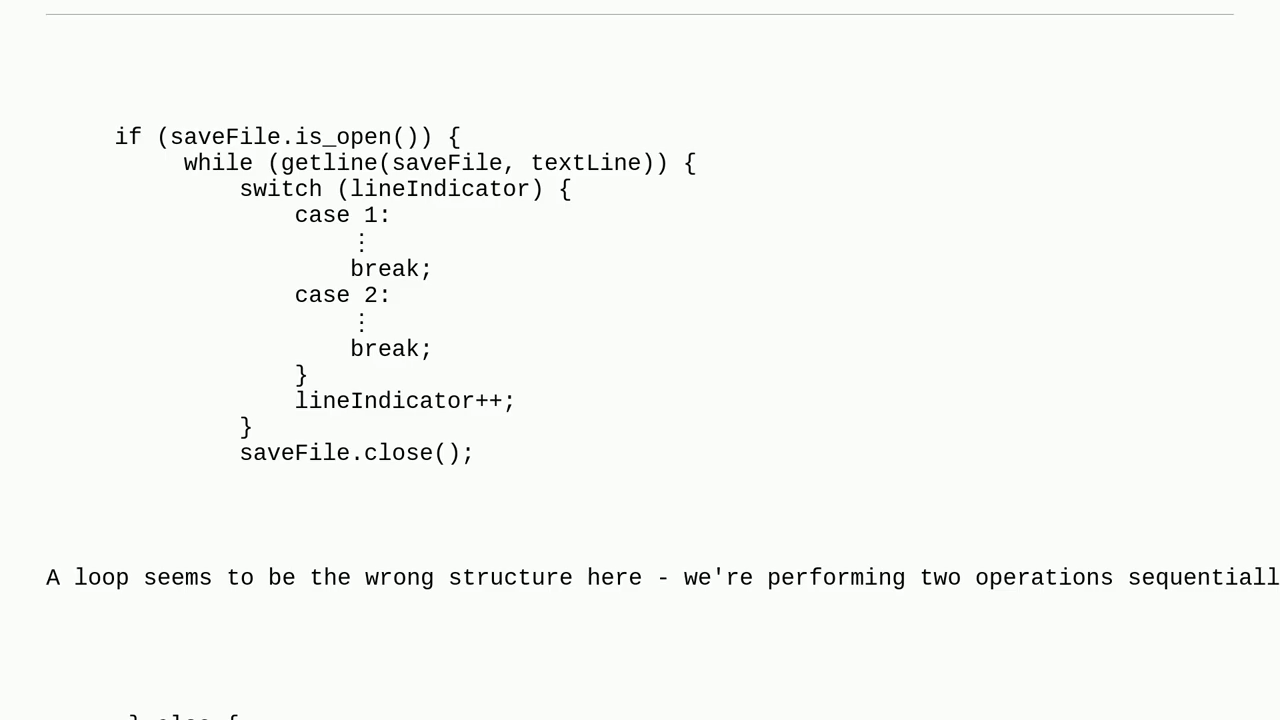 if (saveFile.is_open()) {
while (getline(saveFile, textLine)) {
switch (lineIndicator) {
case 1:
⋮
break;
case 2:
⋮
break;
}
lineIndicator++;
}
saveFile.close();
A loop seems to be the wrong structure here - we're performing two operations sequentiall
} else {